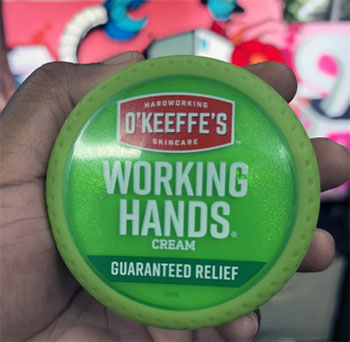 HARDWORKING
O'KEEFFE'S
SKINCARE
WORKING
HANDS®
CREAM
GUARANTEED RELIEF